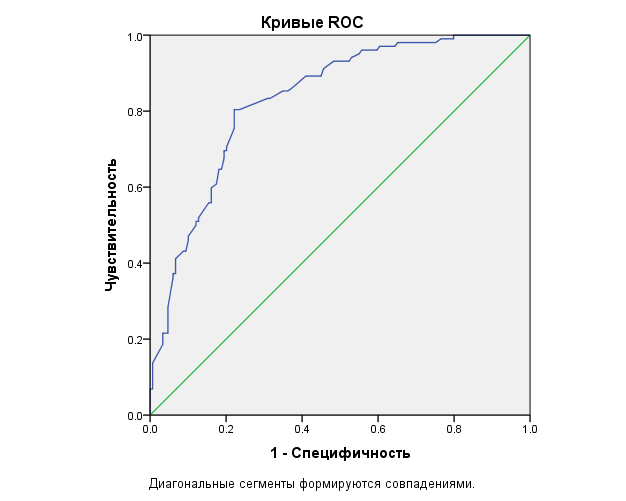 Кривые ROC
1.0
0.8
0.6
0.4
0.2
0.0
Чувствительность
0.0 0.2 0.4 0.6 0.8 1.0
1 - Специфичность
Диагональные сегменты формируются совпадениями.